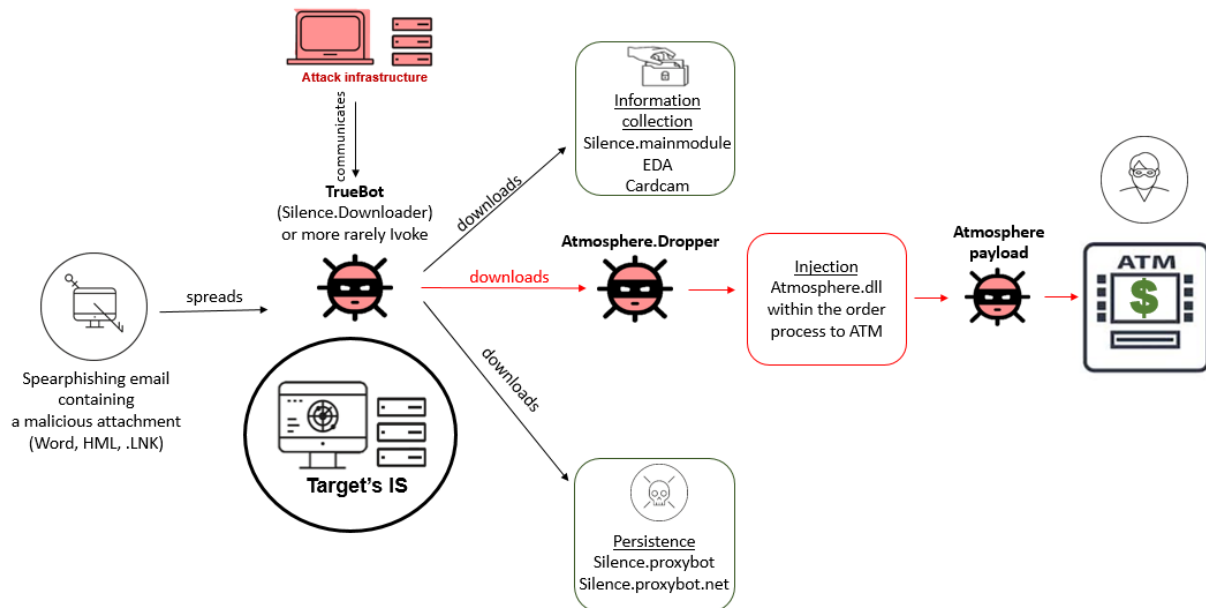 Attack infrastructure
communicates
TrueBot
(Silence.Downloader)
or more rarely Ivoke
spreads
Spearphishing email
containing
a malicious attachment
(Word, HML, .LNK)
Target's IS
downloads
Information
collection
Silence.mainmodule
EDA
Cardcam
downloads
Atmosphere.Dropper
Injection
Atmosphere.dll
within the order
process to ATM
Atmosphere
payload
ATM
$
downloads
Persistence
Silence.proxybot
Silence.proxybot.net